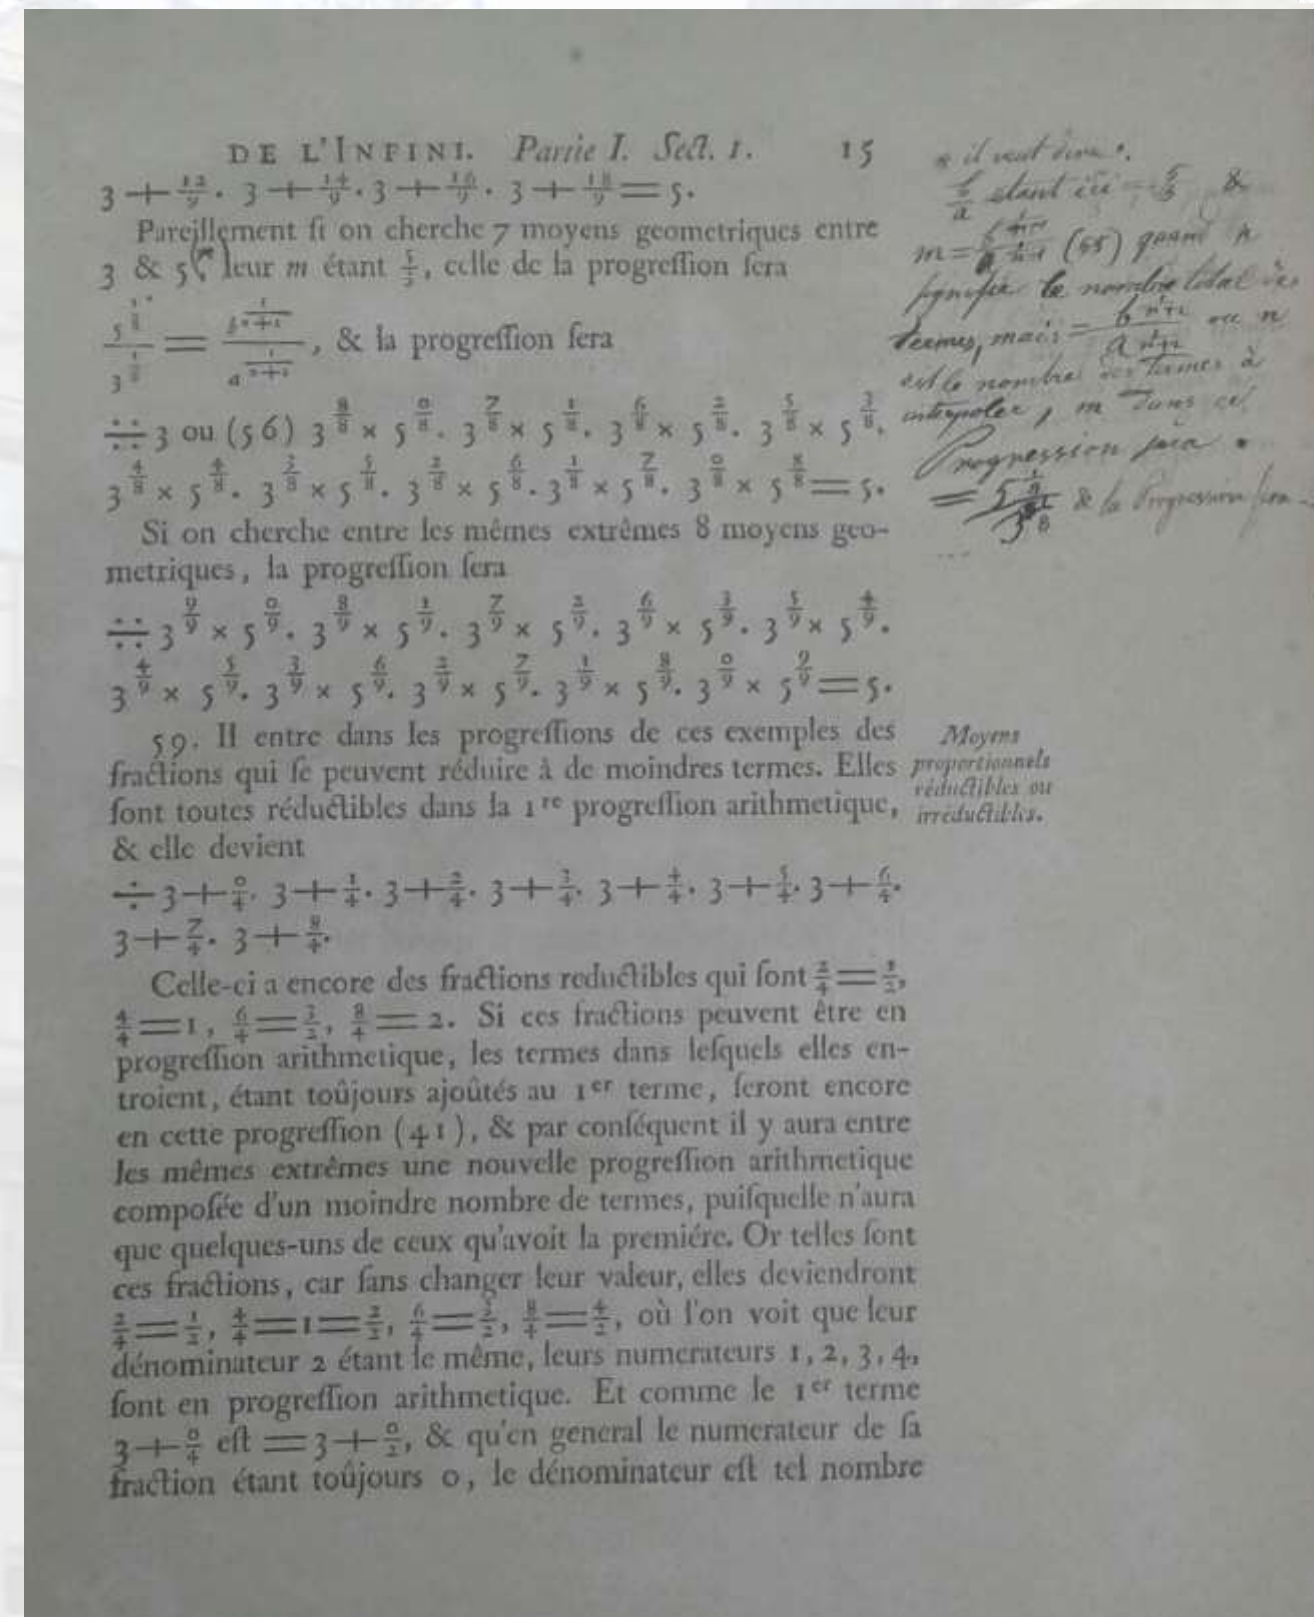 DE L'INFINI. Partie I. Sect. 1. 15
3 + 12/9. 3 + 14/9. 3 + 16/9. 3 + 18/9 = 5.
Pareillement ſi on cherche 7 moyens geometriques entre
3 & 5, leur m étant 5/3, celle de la progreſſion ſera
5^{1/8}/3^{1/8} = b^{1/(n+1)}/a^{1/(n+1)}, & la progreſſion ſera
∺ 3 ou (56) 3^{8/8} × 5^{0/8}. 3^{7/8} × 5^{1/8}. 3^{6/8} × 5^{2/8}. 3^{5/8} × 5^{3/8}.
3^{4/8} × 5^{4/8}. 3^{3/8} × 5^{5/8}. 3^{2/8} × 5^{6/8}. 3^{1/8} × 5^{7/8}. 3^{0/8} × 5^{8/8} = 5.
Si on cherche entre les mêmes extrêmes 8 moyens geo-
metriques, la progreſſion ſera
∺ 3^{9/9} × 5^{0/9}. 3^{8/9} × 5^{1/9}. 3^{7/9} × 5^{2/9}. 3^{6/9} × 5^{3/9}. 3^{5/9} × 5^{4/9}.
3^{4/9} × 5^{5/9}. 3^{3/9} × 5^{6/9}. 3^{2/9} × 5^{7/9}. 3^{1/9} × 5^{8/9}. 3^{0/9} × 5^{9/9} = 5.
59. Il entre dans les progreſſions de ces exemples des
fractions qui ſe peuvent réduire à de moindres termes. Elles
ſont toutes réductibles dans la 1re progreſſion arithmetique,
& elle devient
÷ 3 + 0/4. 3 + 1/4. 3 + 2/4. 3 + 3/4. 3 + 4/4. 3 + 5/4. 3 + 6/4.
3 + 7/4. 3 + 8/4.
Celle-ci a encore des fractions reductibles qui ſont 2/4 = 1/2,
4/4 = 1, 6/4 = 3/2, 8/4 = 2. Si ces fractions peuvent être en
progreſſion arithmetique, les termes dans leſquels elles en-
troient, étant toûjours ajoûtés au 1er terme, ſeront encore
en cette progreſſion (41), & par conſéquent il y aura entre
les mêmes extrêmes une nouvelle progreſſion arithmetique
compoſée d'un moindre nombre de termes, puiſquelle n'aura
que quelques-uns de ceux qu'avoit la premiére. Or telles ſont
ces fractions, car ſans changer leur valeur, elles deviendront
2/4 = 1/2, 4/4 = 1 = 2/2, 6/4 = 3/2, 8/4 = 4/2, où l'on voit que leur
dénominateur 2 étant le même, leurs numerateurs 1, 2, 3, 4,
ſont en progreſſion arithmetique. Et comme le 1er terme
3 + 0/4 eſt = 3 + 0/2, & qu'en general le numerateur de ſa
fraction étant toûjours 0, le dénominateur eſt tel nombre
il veut dire
b/a etant ici = 5/3 &
m = (55) quand n
signifie le nombre total des
termes, mais = ou n
est le nombre des termes à
interpoler, m dans cet
Progression sera
= & la Progression sera
Moyens
proportionnels
réductibles ou
irréductibles.